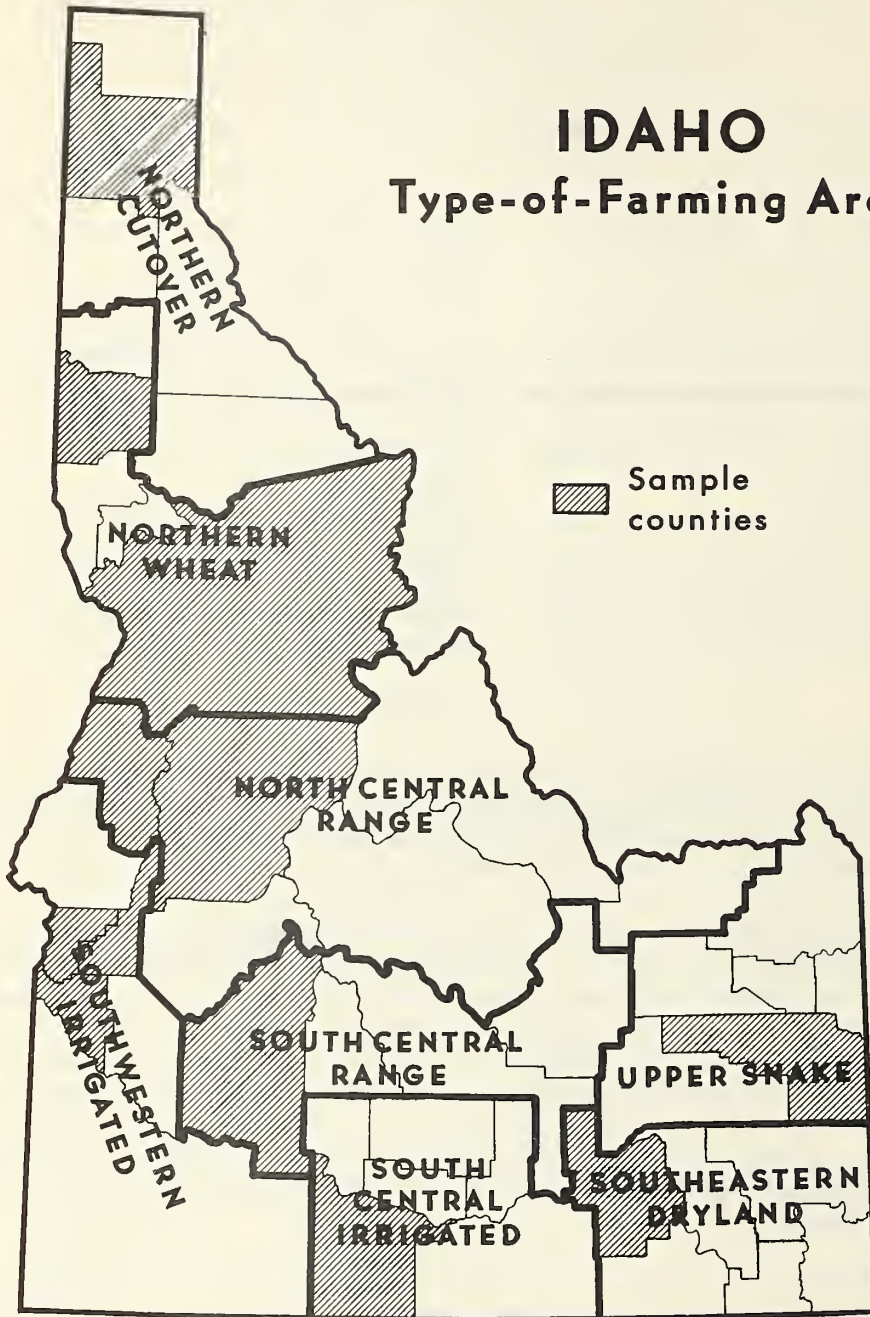 IDAHO
Type-of-Farming Are
Sample
counties
NORTHERN
CUTOVER
NORTHERN
WHEAT
NORTH CENTRAL
RANGE
SOUTHWESTERN
IRRIGATED
SOUTH CENTRAL
RANGE
UPPER SNAKE
SOUTH
CENTRAL
IRRIGATED
SOUTHEASTERN
DRYLAND